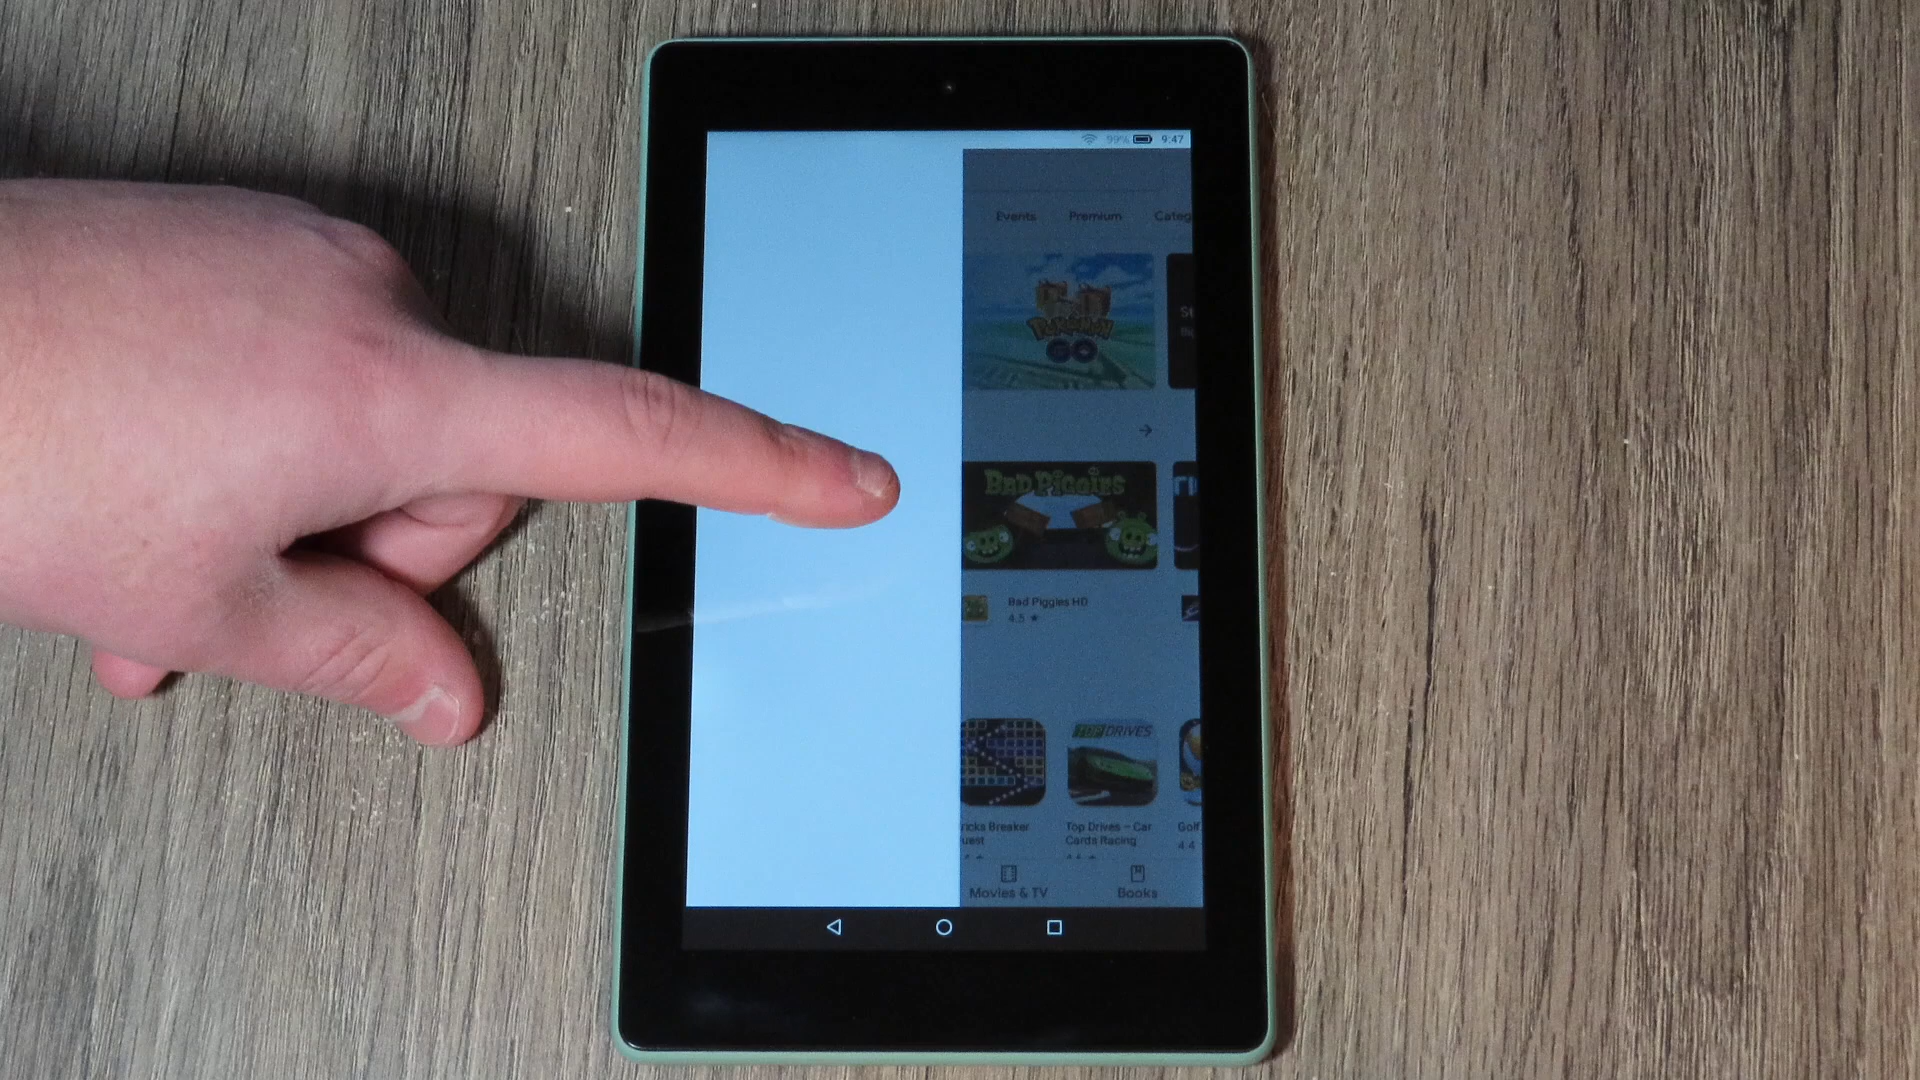 99% 9:47
Events Premium Categ
POKÉMON
GO
BAD PIGGIES
Bad Piggies HD
4.5 ★
TOP DRIVES
ricks Breaker
uest
Top Drives – Car
Cards Racing
Golf
4.4
Movies & TV
Books